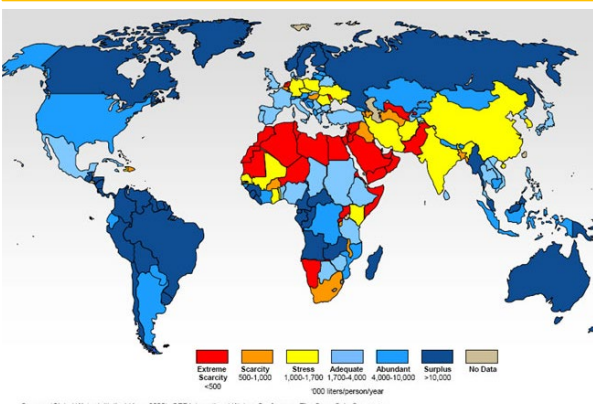 Extreme Scarcity <500
Scarcity 500-1,000
Stress 1,000-1,700
Adequate 1,700-4,000
Abundant 4,000-10,000
Surplus >10,000
No Data
'000 liters/person/year